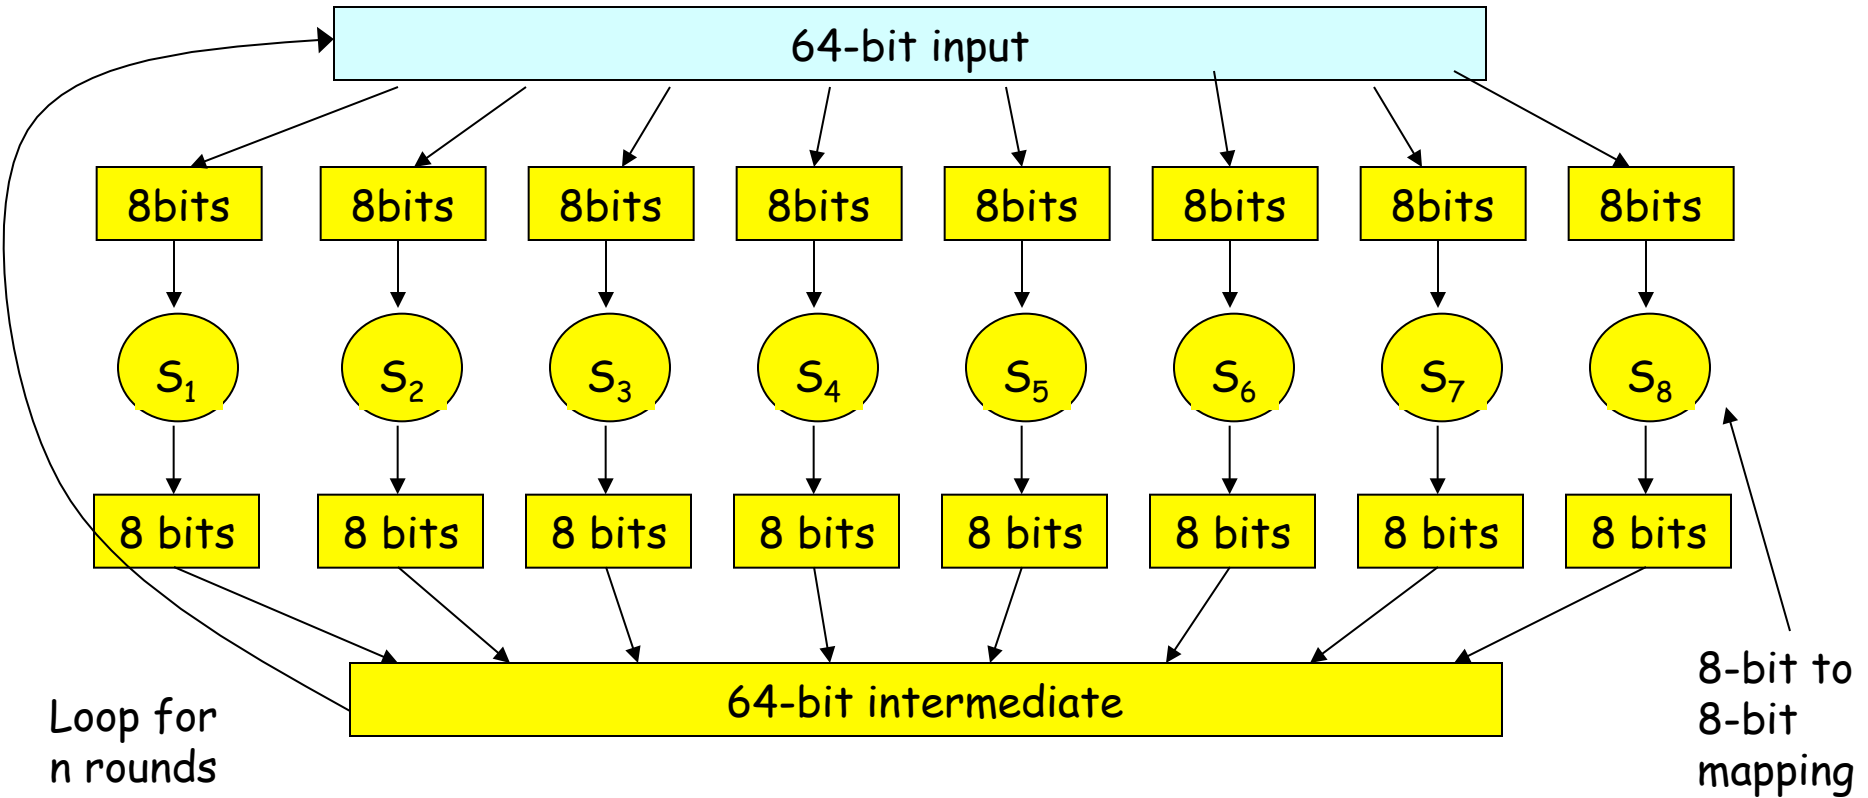 64-bit input
8bits 8bits 8bits 8bits 8bits 8bits 8bits 8bits
S1 S2 S3 S4 S5 S6 S7 S8
8 bits 8 bits 8 bits 8 bits 8 bits 8 bits 8 bits 8 bits
64-bit intermediate
Loop for
n rounds
8-bit to
8-bit
mapping